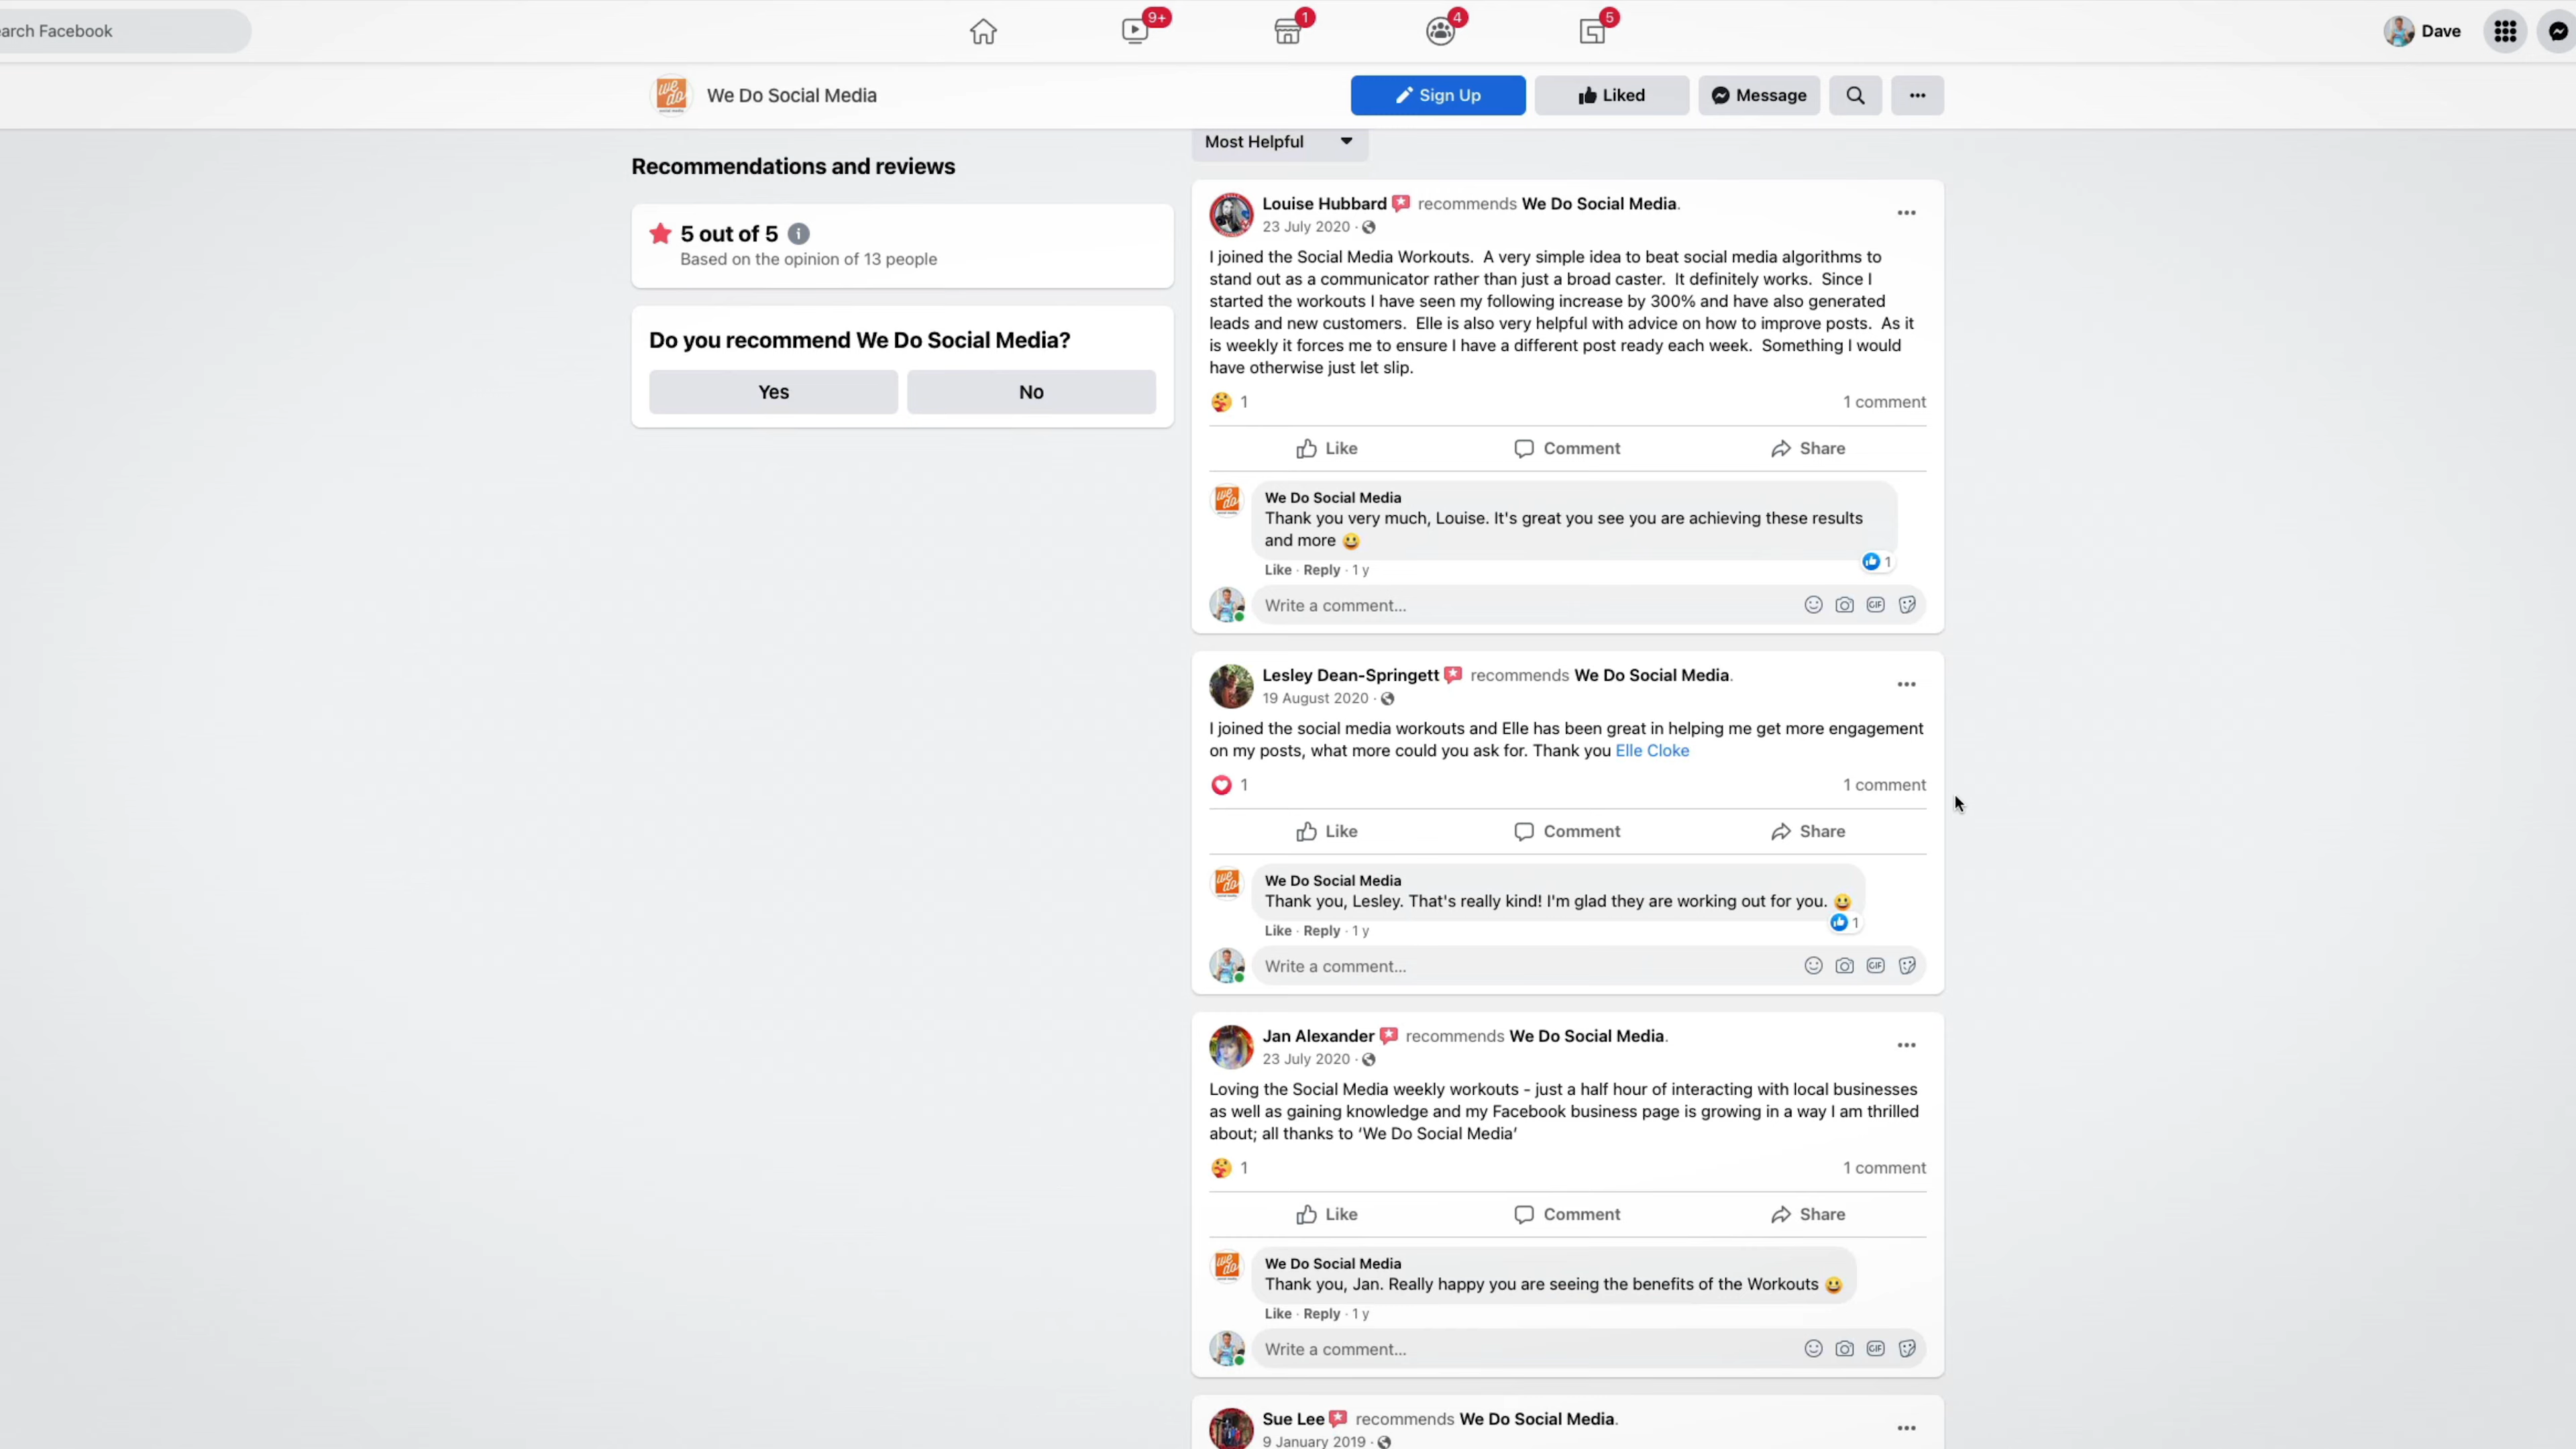 arch Facebook
9+
1
4
5
Dave
We Do Social Media
Sign Up
Liked
Message
Most Helpful
Recommendations and reviews
5 out of 5
Based on the opinion of 13 people
Do you recommend We Do Social Media?
Yes
No
Louise Hubbard recommends We Do Social Media.
23 July 2020 ·
I joined the Social Media Workouts. A very simple idea to beat social media algorithms to
stand out as a communicator rather than just a broad caster. It definitely works. Since I
started the workouts I have seen my following increase by 300% and have also generated
leads and new customers. Elle is also very helpful with advice on how to improve posts. As it
is weekly it forces me to ensure I have a different post ready each week. Something I would
have otherwise just let slip.
1
1 comment
Like
Comment
Share
We Do Social Media
Thank you very much, Louise. It's great you see you are achieving these results
and more 😀
1
Like · Reply · 1 y
Write a comment...
GIF
Lesley Dean-Springett recommends We Do Social Media.
19 August 2020 ·
I joined the social media workouts and Elle has been great in helping me get more engagement
on my posts, what more could you ask for. Thank you Elle Cloke
1
1 comment
Like
Comment
Share
We Do Social Media
Thank you, Lesley. That's really kind! I'm glad they are working out for you. 😀
1
Like · Reply · 1 y
Write a comment...
GIF
Jan Alexander recommends We Do Social Media.
23 July 2020 ·
Loving the Social Media weekly workouts - just a half hour of interacting with local businesses
as well as gaining knowledge and my Facebook business page is growing in a way I am thrilled
about; all thanks to ‘We Do Social Media’
1
1 comment
Like
Comment
Share
We Do Social Media
Thank you, Jan. Really happy you are seeing the benefits of the Workouts 😀
Like · Reply · 1 y
Write a comment...
GIF
Sue Lee recommends We Do Social Media.
9 January 2019 ·